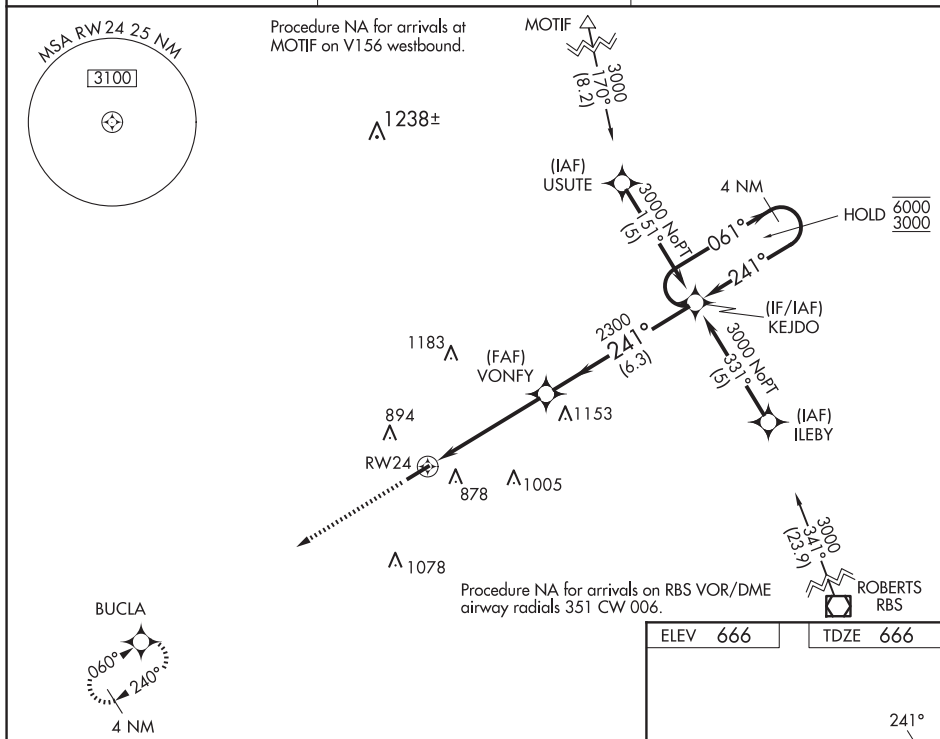 MSA RW 24 25 NM
3100
Procedure NA for arrivals at
MOTIF on V156 westbound.
MOTIF
3000
170°
(8.2)
1238±
(IAF)
USUTE
3000 NoPT
151°
(5)
4 NM
061°
241°
HOLD
6000
3000
(IF/IAF)
KEJDO
2300
241°
(6.3)
1183
(FAF)
VONFY
1153
3000 NoPT
331°
(5)
(IAF)
ILEBY
894
RW24
878
1005
1078
3000
341°
(23.9)
Procedure NA for arrivals on RBS VOR/DME
airway radials 351 CW 006.
ROBERTS
RBS
BUCLA
060°
240°
4 NM
ELEV 666
TDZE 666
241°